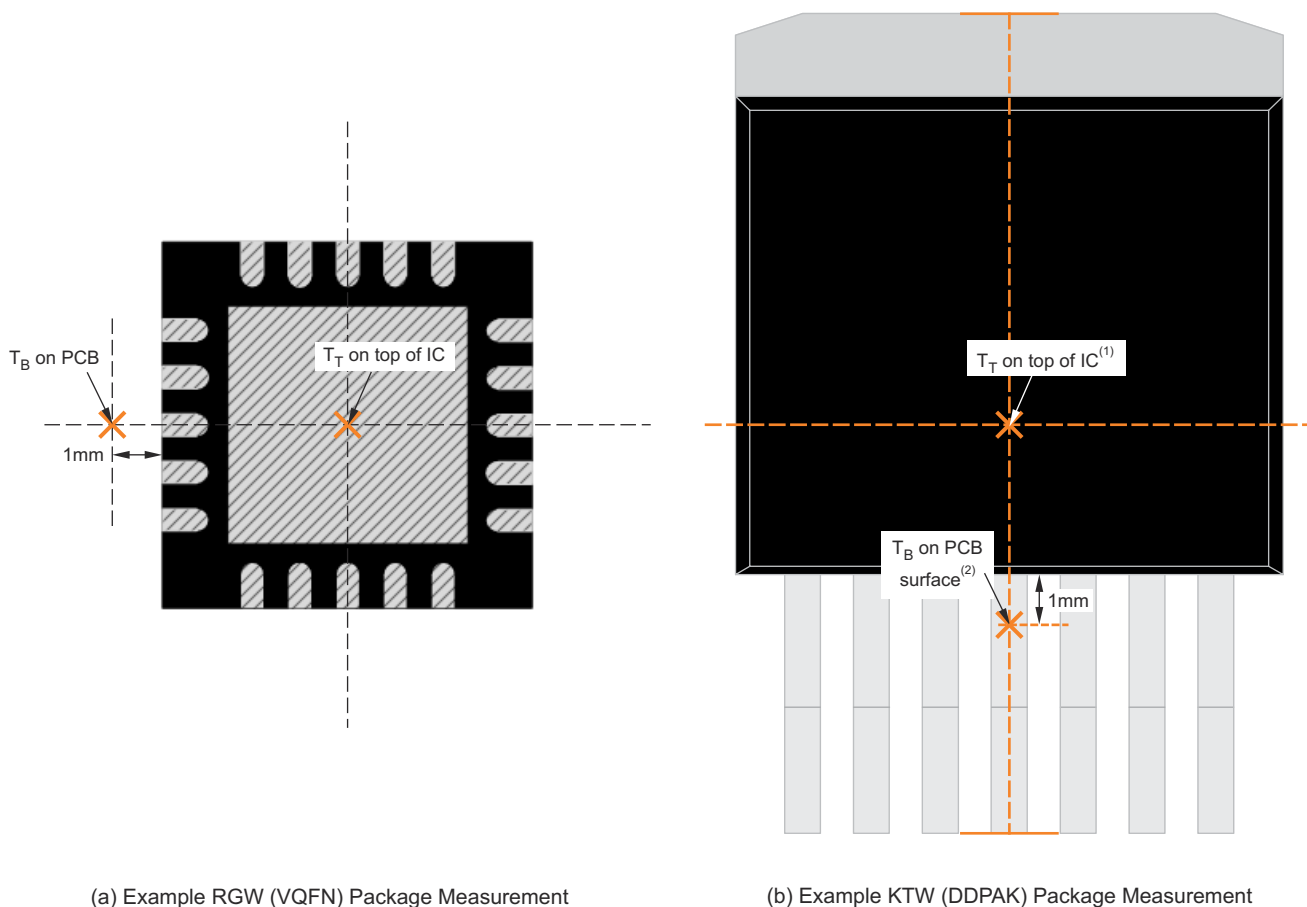 T_B on PCB
1mm
T_T on top of IC
(a) Example RGW (VQFN) Package Measurement
T_T on top of IC(1)
T_B on PCB
surface(2)
1mm
(b) Example KTW (DDPAK) Package Measurement